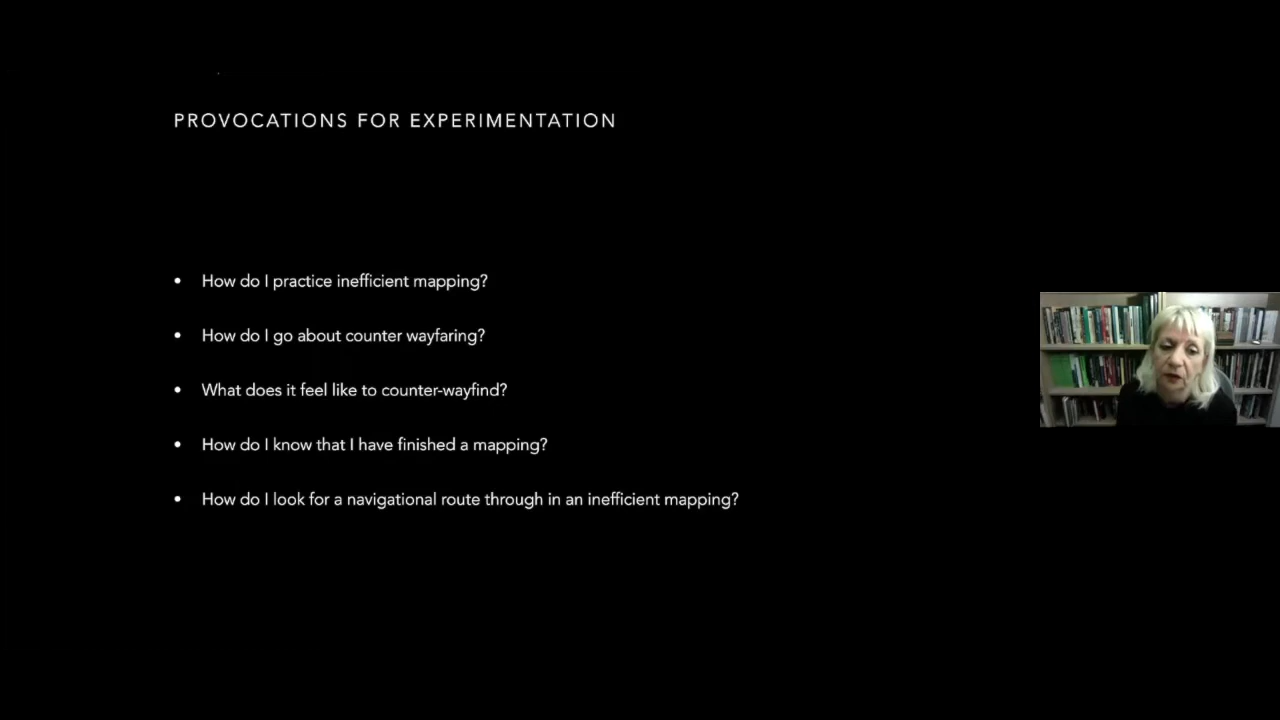 PROVOCATIONS FOR EXPERIMENTATION
• How do I practice inefficient mapping?
• How do I go about counter wayfaring?
• What does it feel like to counter-wayfind?
• How do I know that I have finished a mapping?
• How do I look for a navigational route through in an inefficient mapping?